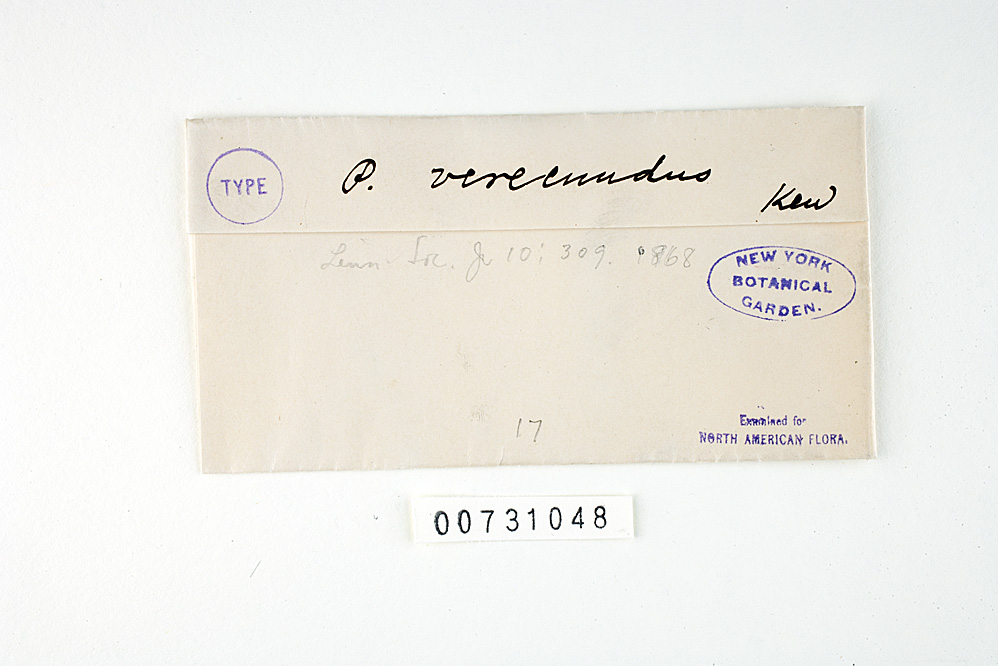 TYPE
P. verecundus
Kew
Linn. Soc. Jr 10: 309. 1868
NEW YORK
BOTANICAL
GARDEN.
17
Examined for
NORTH AMERICAN FLORA.
00731048